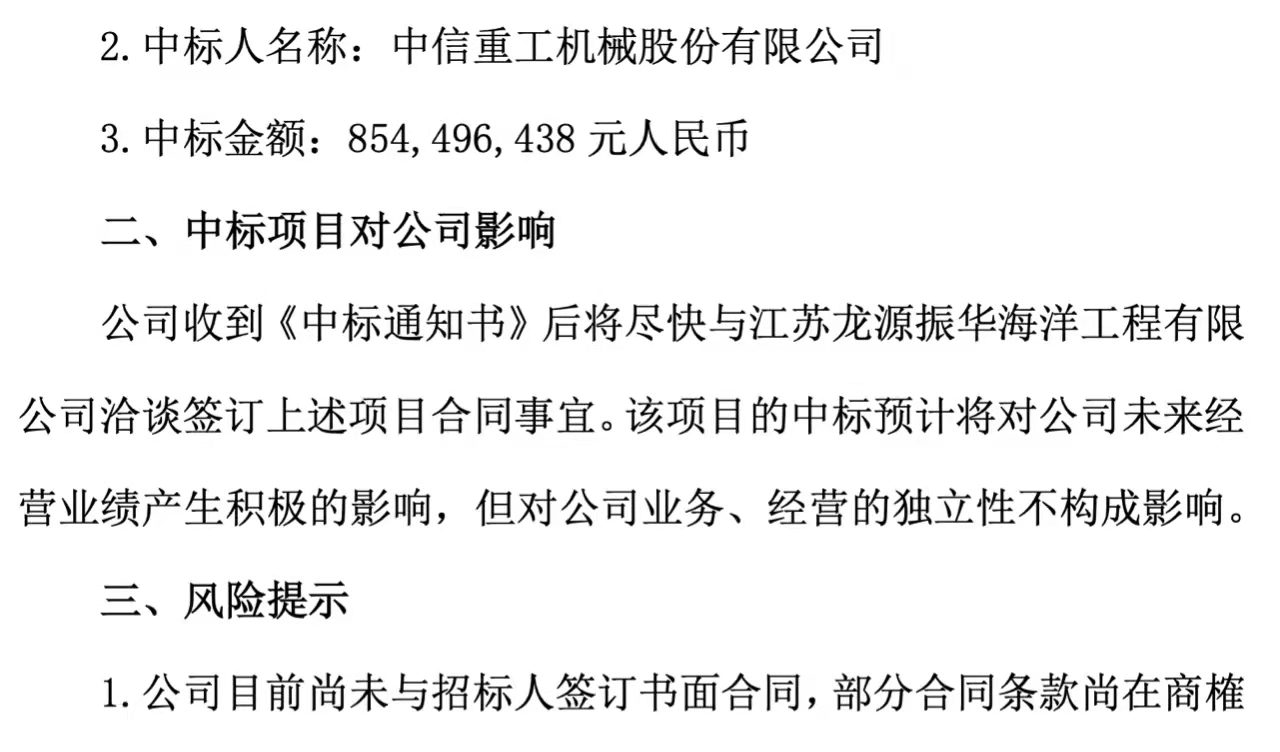 2.中标人名称：中信重工机械股份有限公司
3.中标金额：854,496,438 元人民币
二、中标项目对公司影响
公司收到《中标通知书》后将尽快与江苏龙源振华海洋工程有限
公司洽谈签订上述项目合同事宜。该项目的中标预计将对公司未来经
营业绩产生积极的影响，但对公司业务、经营的独立性不构成影响。
三、风险提示
1.公司目前尚未与招标人签订书面合同，部分合同条款尚在商榷